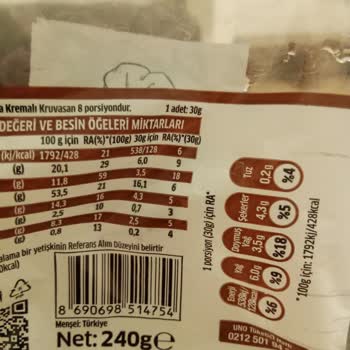 a Kremalı Kruvasan 8 porsiyondur. 1 adet: 30g
DEĞERİ VE BESİN ÖĞELERİ MİKTARLARI
100 g için RA(%)*(100g) 30g için RA(%)*(30g)
(kj/kcal) 1792/428 21 538/128 6
(g) 20,1 29 6,0 9
(g) 11,8 59 3,5 18
(g) 53,5 21 16,1 6
(g) 14,3 16 4,3 5
(g) 2,5 10 0,7 3
(g) 8,3 17 2,5 5
(g) 0,8 13 0,2 4
alama bir yetişkinin Referans Alım Düzeyini belirtir
0kcal)
8 690698 514754
Menşei: Türkiye
Net: 240g e
1 porsiyon (30g) için RA*
Tuz 0,2g %4
Şekerler 4,3g %5
Doymuş Yağ 3,5g %18
Yağ 6,0g %9
Enerji 538kj/128kcal %6
*100g için: 1792kj/428kcal
UNO Tüketici
0212 501 94